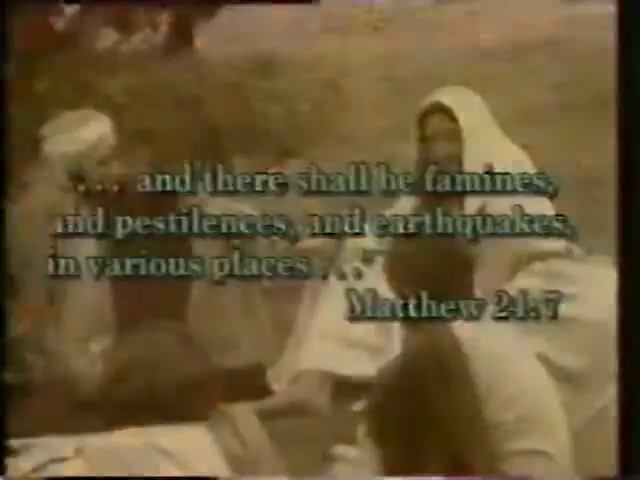 ". . . and there shall be famines,
and pestilences, and earthquakes,
in various places . . ."
Matthew 24:7